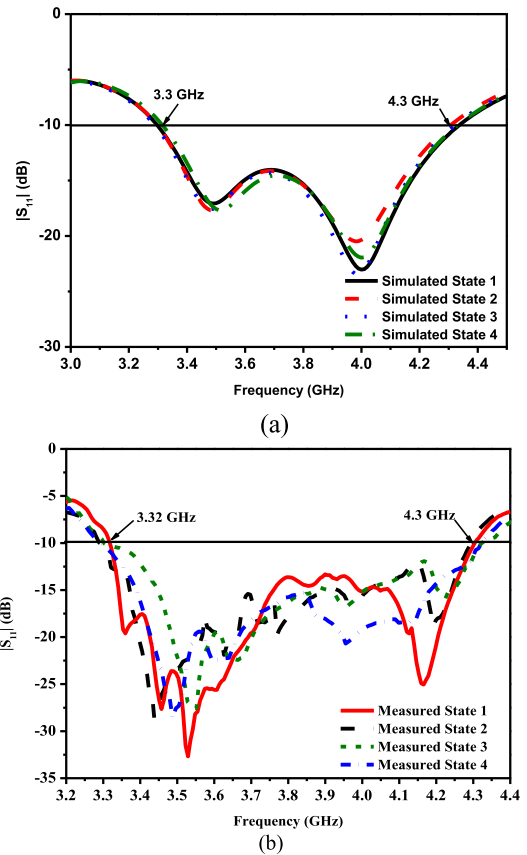 0
3.3 GHz
4.3 GHz
-10
|S11| (dB)
-20
Simulated State 1
Simulated State 2
Simulated State 3
Simulated State 4
-30
3.0 3.2 3.4 3.6 3.8 4.0 4.2 4.4
Frequency (GHz)
(a)
0
-5
3.32 GHz
4.3 GHz
-10
|S11| (dB)
-15
-20
-25
Measured State 1
Measured State 2
-30
Measured State 3
Measured State 4
-35
3.2 3.3 3.4 3.5 3.6 3.7 3.8 3.9 4.0 4.1 4.2 4.3 4.4
Frequency (GHz)
(b)